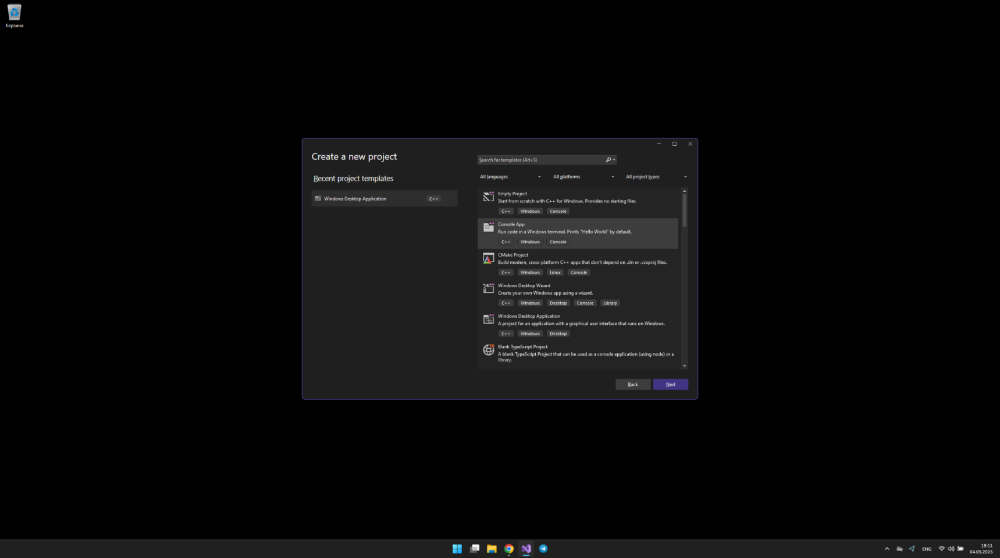 Корзина
Create a new project
Search for templates (Alt+S)
Recent project templates
All languages
All platforms
All project types
Windows Desktop Application
C++
Empty Project
Start from scratch with C++ for Windows. Provides no starting files.
C++ Windows Console
Console App
Run code in a Windows terminal. Prints "Hello World" by default.
C++ Windows Console
CMake Project
Build modern, cross-platform C++ apps that don't depend on .sln or .vcxproj files.
C++ Windows Linux Console
Windows Desktop Wizard
Create your own Windows app using a wizard.
C++ Windows Desktop Console Library
Windows Desktop Application
A project for an application with a graphical user interface that runs on Windows.
C++ Windows Desktop
Blank TypeScript Project
A blank TypeScript Project that can be used as a console application (using node) or a
library.
Back
Next
ENG
19:11
04.05.2025